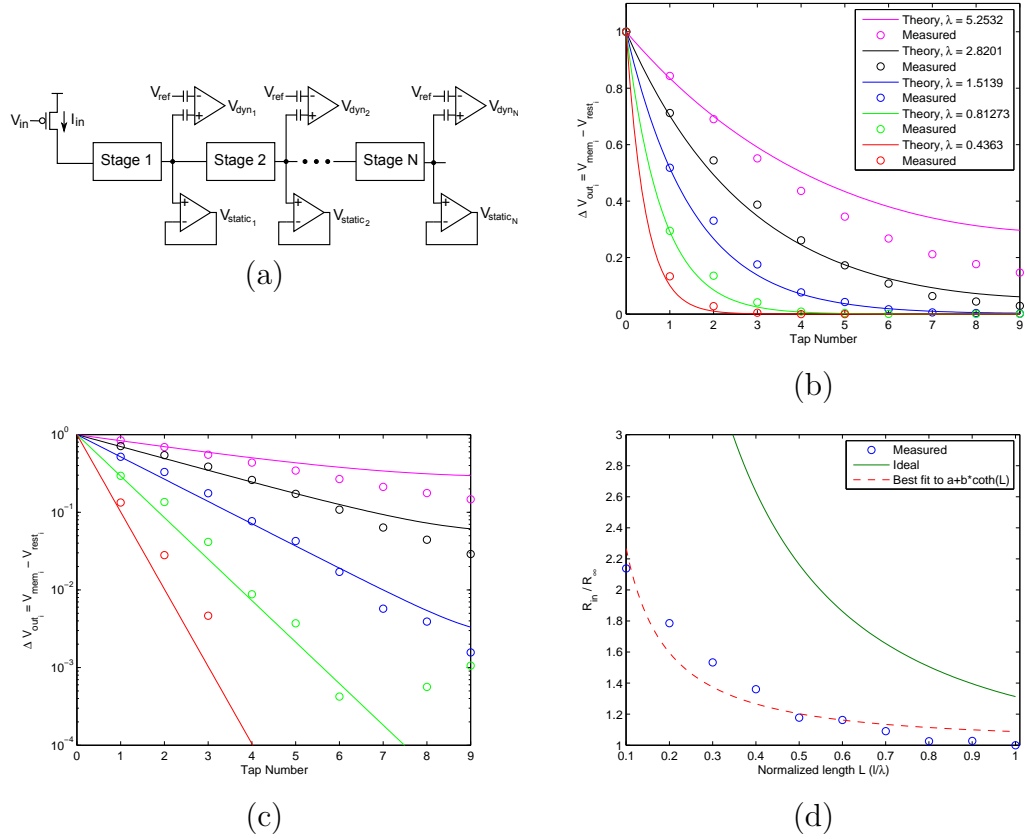 V_ref
V_dyn_1
V_ref
V_dyn_2
V_ref
V_dyn_N
V_in
I_in
Stage 1
Stage 2
Stage N
+
−
V_static_1
V_static_2
V_static_N
(a)
Theory, λ = 5.2532
Measured
Theory, λ = 2.8201
Measured
Theory, λ = 1.5139
Measured
Theory, λ = 0.81273
Measured
Theory, λ = 0.4363
Measured
1
0.8
0.6
0.4
0.2
0
Δ V_out_i = V_mem_i − V_rest_i
0 1 2 3 4 5 6 7 8 9
Tap Number
(b)
10^0
10^−1
10^−2
10^−3
10^−4
Δ V_out_i = V_mem_i − V_rest_i
0 1 2 3 4 5 6 7 8 9
Tap Number
(c)
Measured
Ideal
Best fit to a+b*coth(L)
3
2.8
2.6
2.4
2.2
2
1.8
1.6
1.4
1.2
1
R_in / R_∞
0.1 0.2 0.3 0.4 0.5 0.6 0.7 0.8 0.9 1
Normalized length L (l/λ)
(d)